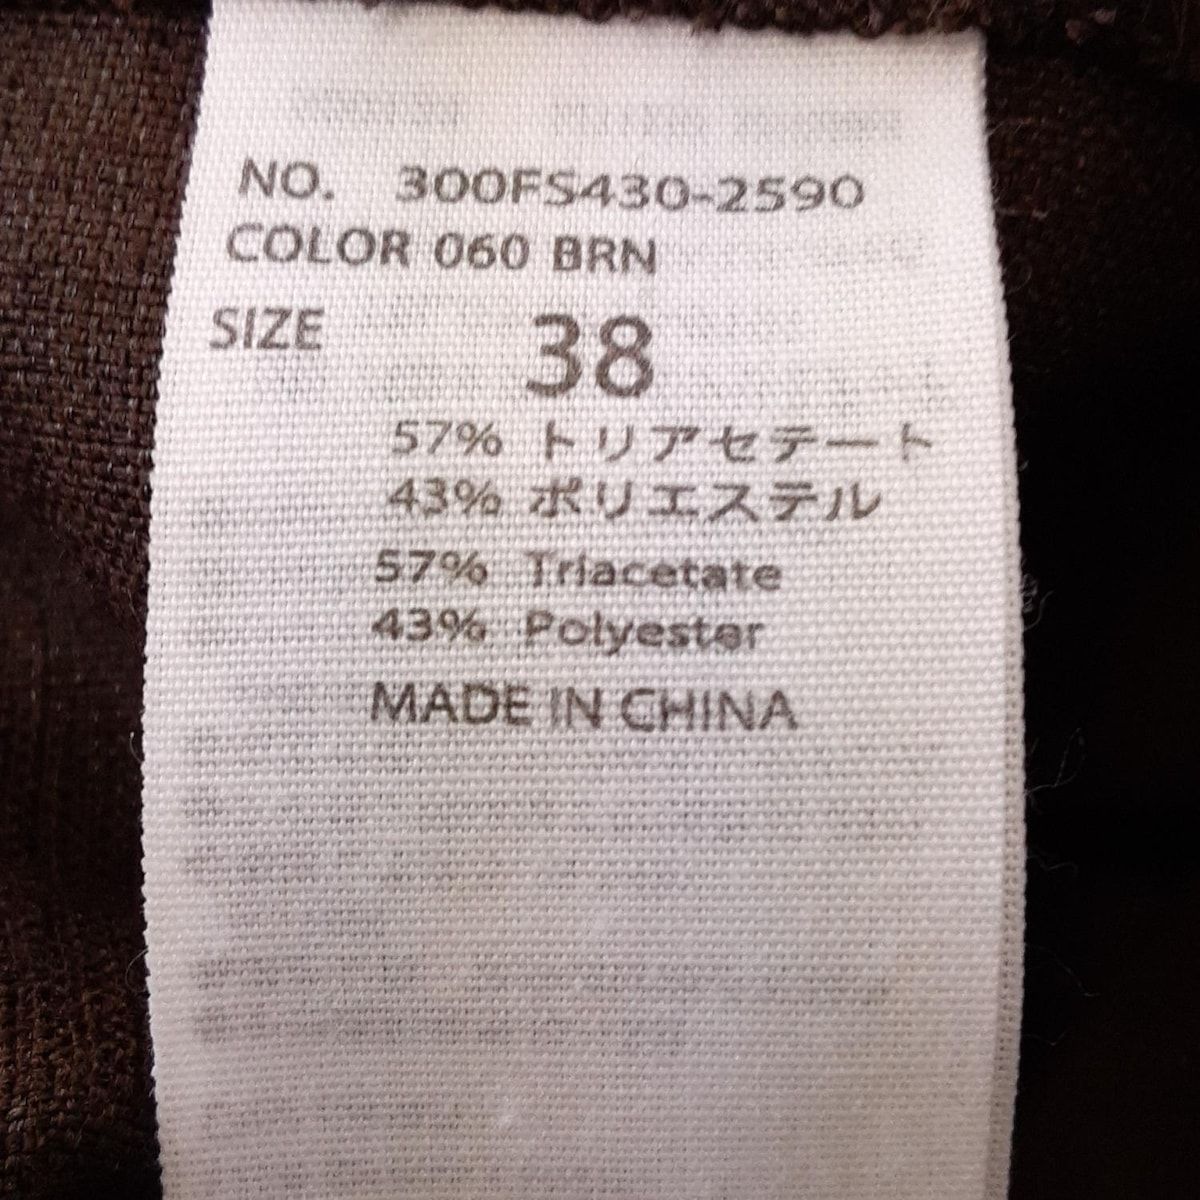 NO. 300FS430-2590
COLOR 060 BRN
SIZE 38
57% トリアセテート
43% ポリエステル
57% Triacetate
43% Polyester
MADE IN CHINA